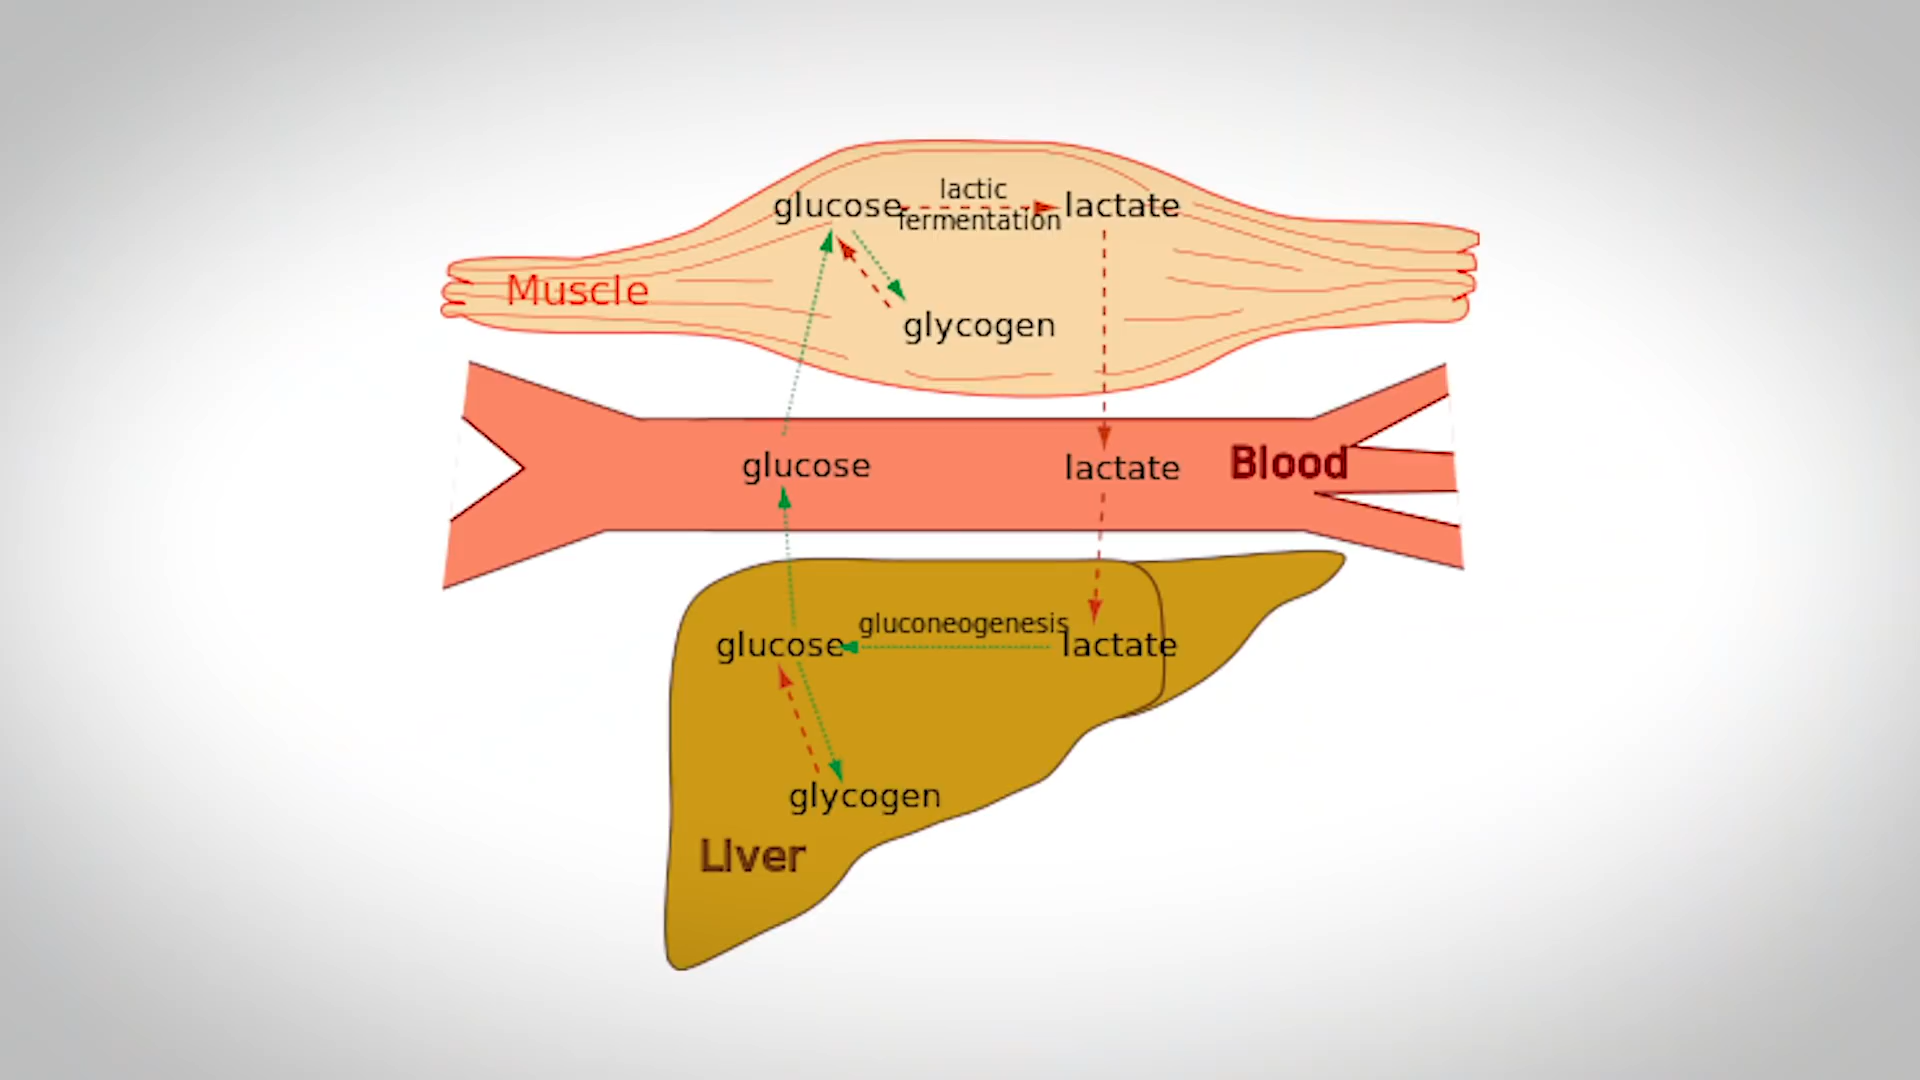 lactic
glucose
lactate
fermentation
Muscle
glycogen
glucose
lactate
Blood
gluconeogenesis
glucose
lactate
glycogen
LIver